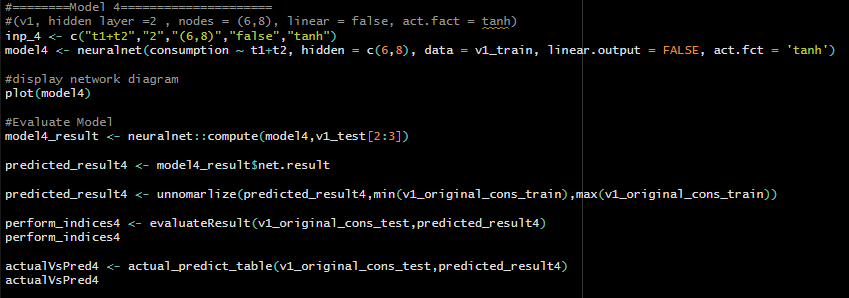 #========Model 4=====================
#(v1, hidden layer =2 , nodes = (6,8), linear = false, act.fact = tanh)
inp_4 <- c("t1+t2","2","(6,8)","false","tanh")
model4 <- neuralnet(consumption ~ t1+t2, hidden = c(6,8), data = v1_train, linear.output = FALSE, act.fct = 'tanh')
#display network diagram
plot(model4)
#Evaluate Model
model4_result <- neuralnet::compute(model4,v1_test[2:3])
predicted_result4 <- model4_result$net.result
predicted_result4 <- unnomarlize(predicted_result4,min(v1_original_cons_train),max(v1_original_cons_train))
perform_indices4 <- evaluateResult(v1_original_cons_test,predicted_result4)
perform_indices4
actualVsPred4 <- actual_predict_table(v1_original_cons_test,predicted_result4)
actualVsPred4